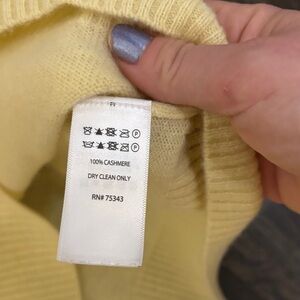 100% CASHMERE
DRY CLEAN ONLY
RN# 75343